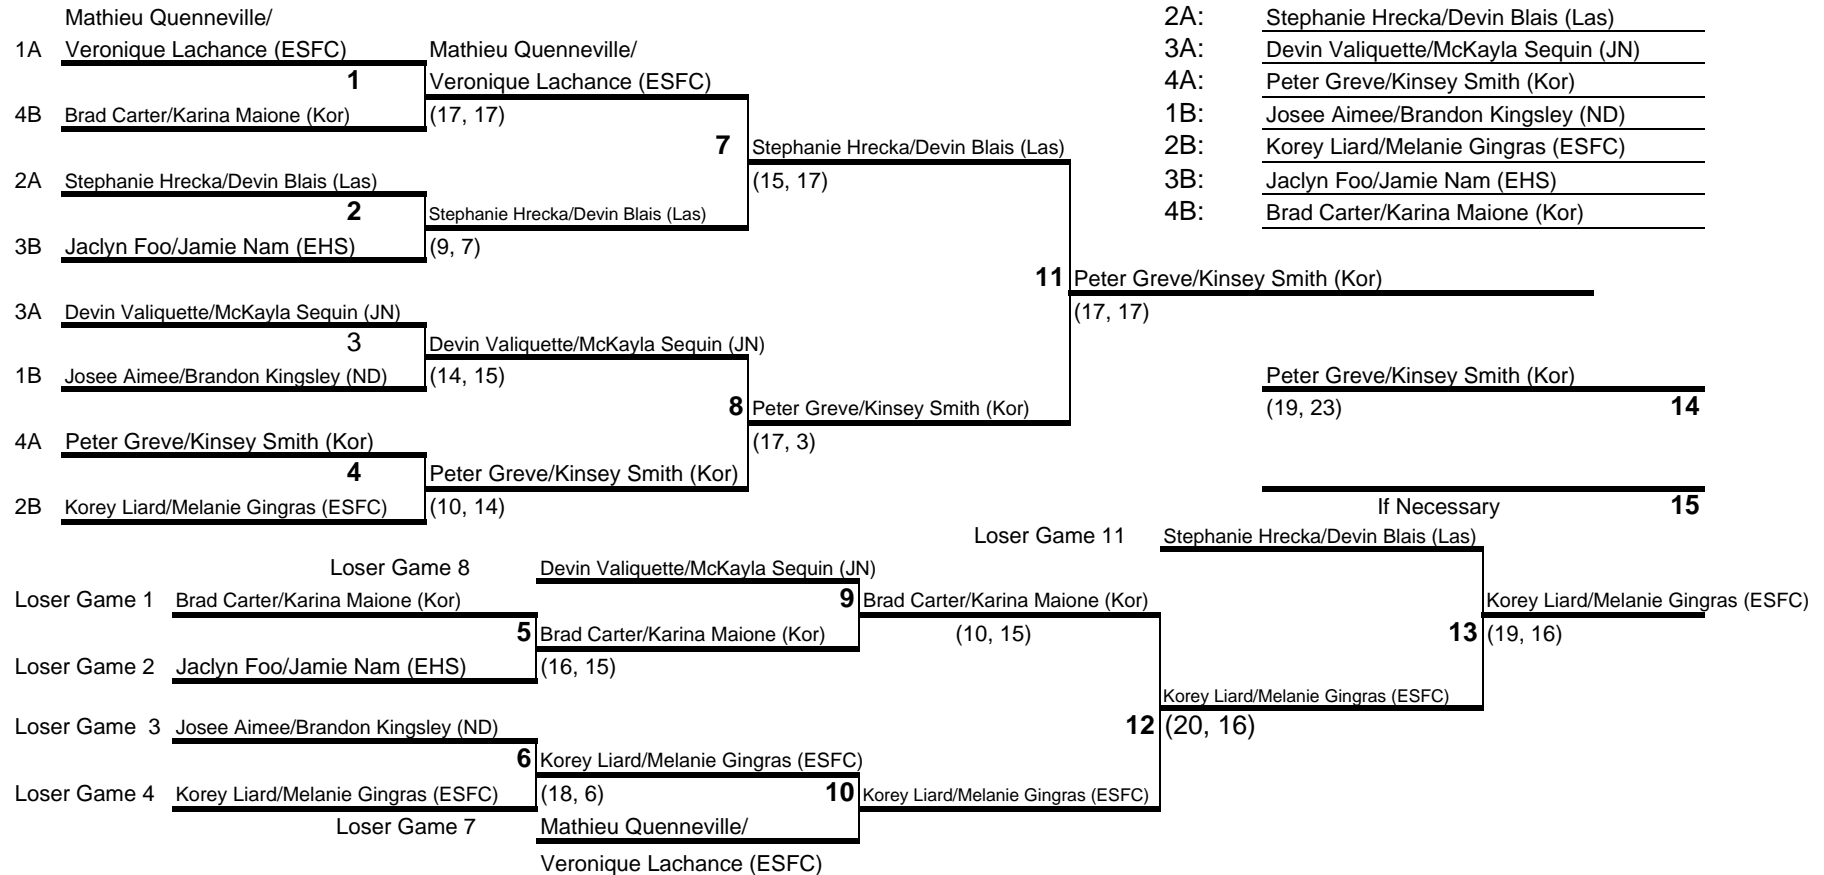 Mathieu Quenneville/
1A Veronique Lachance (ESFC)
1
4B Brad Carter/Karina Maione (Kor)
2A Stephanie Hrecka/Devin Blais (Las)
2
3B Jaclyn Foo/Jamie Nam (EHS)
3A Devin Valiquette/McKayla Sequin (JN)
3
1B Josee Aimee/Brandon Kingsley (ND)
4A Peter Greve/Kinsey Smith (Kor)
4
2B Korey Liard/Melanie Gingras (ESFC)
Mathieu Quenneville/
Veronique Lachance (ESFC)
(17, 17)
7
Stephanie Hrecka/Devin Blais (Las)
(9, 7)
Devin Valiquette/McKayla Sequin (JN)
(14, 15)
8
Peter Greve/Kinsey Smith (Kor)
(10, 14)
Stephanie Hrecka/Devin Blais (Las)
(15, 17)
11
Peter Greve/Kinsey Smith (Kor)
(17, 3)
Peter Greve/Kinsey Smith (Kor)
(17, 17)
2A: Stephanie Hrecka/Devin Blais (Las)
3A: Devin Valiquette/McKayla Sequin (JN)
4A: Peter Greve/Kinsey Smith (Kor)
1B: Josee Aimee/Brandon Kingsley (ND)
2B: Korey Liard/Melanie Gingras (ESFC)
3B: Jaclyn Foo/Jamie Nam (EHS)
4B: Brad Carter/Karina Maione (Kor)
Peter Greve/Kinsey Smith (Kor)
(19, 23) 14
If Necessary 15
Loser Game 8 Devin Valiquette/McKayla Sequin (JN)
Loser Game 1 Brad Carter/Karina Maione (Kor)
5
Loser Game 2 Jaclyn Foo/Jamie Nam (EHS)
Loser Game 3 Josee Aimee/Brandon Kingsley (ND)
6
Loser Game 4 Korey Liard/Melanie Gingras (ESFC)
9
Brad Carter/Karina Maione (Kor)
(16, 15)
Korey Liard/Melanie Gingras (ESFC)
(18, 6)
10
Loser Game 7 Mathieu Quenneville/
Veronique Lachance (ESFC)
Brad Carter/Karina Maione (Kor)
(10, 15)
12
Korey Liard/Melanie Gingras (ESFC)
Loser Game 11 Stephanie Hrecka/Devin Blais (Las)
13
Korey Liard/Melanie Gingras (ESFC)
(20, 16)
Korey Liard/Melanie Gingras (ESFC)
(19, 16)